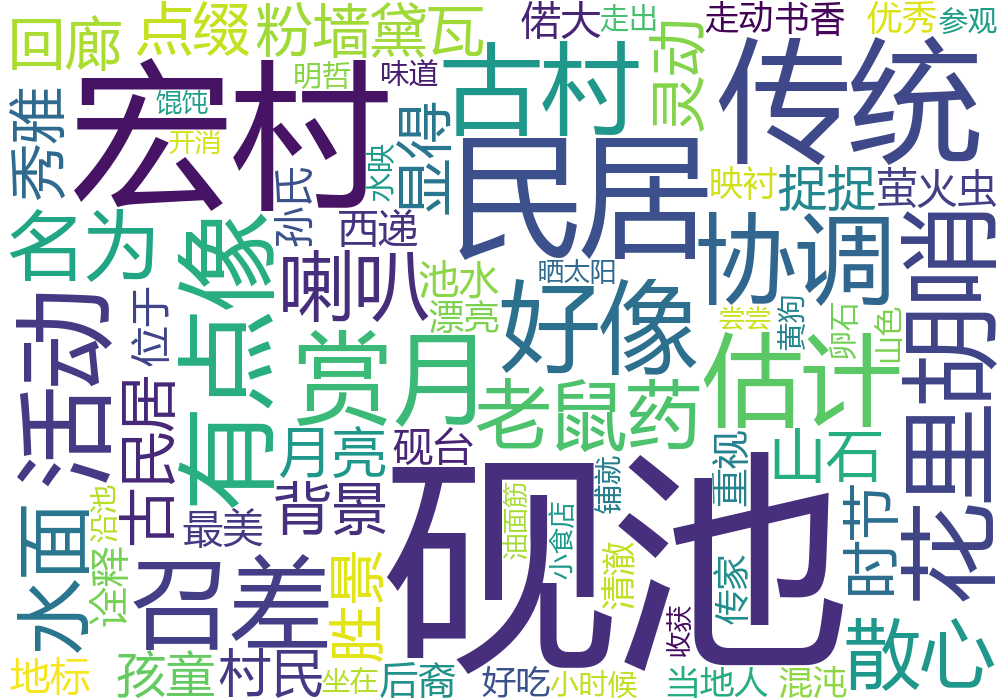 回廊
点缀
粉墙黛瓦
偌大
走出
走动
书香
优秀
参观
宏村
明哲
味道
古村
灵动
传统
秀雅
馄饨
开消
水映
显得
民居
映衬
捉捉
萤火虫
孙氏
西递
名为
有点像
喇叭
池水
漂亮
晒太阳
好像
协调
花里胡哨
活动
位于
尝尝
黄狗
卵石
山色
赏月
老鼠药
估计
古民居
月亮
砚台
砚池
重视
山石
背景
最美
沿池
水面
油面筋
小食店
铺就
时节
诠释
召差
胜景
清澈
传家
收获
散心
地标
孩童
村民
坐在
后裔
好吃
小时候
当地人
混沌